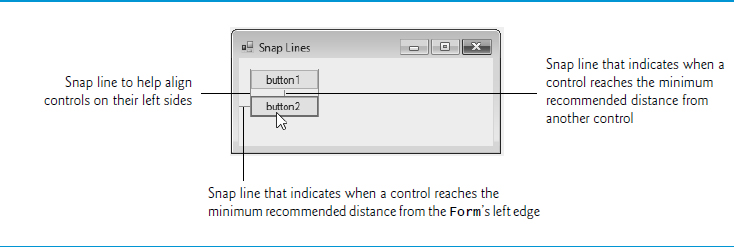 Snap Lines
button1
button2
Snap line to help align
controls on their left sides
Snap line that indicates when a
control reaches the minimum
recommended distance from
another control
Snap line that indicates when a control reaches the
minimum recommended distance from the Form's left edge